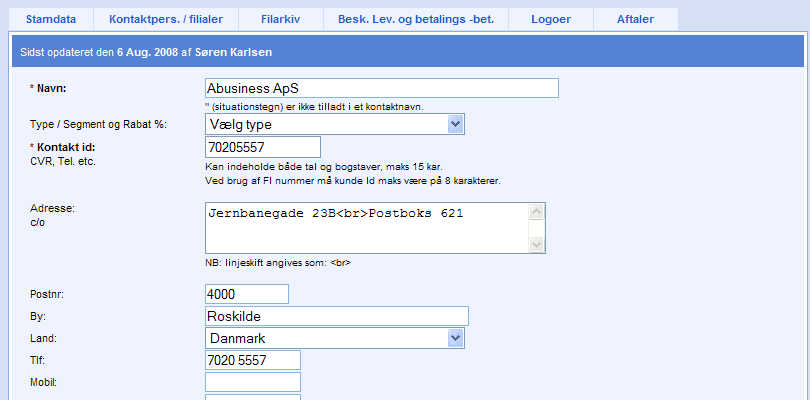 Stamdata Kontaktpers. / filialer Filarkiv Besk. Lev. og betalings -bet. Logoer Aftaler
Sidst opdateret den 6 Aug. 2008 af Søren Karlsen
* Navn: Abusiness ApS
" (situationstegn) er ikke tilladt i et kontaktnavn.
Type / Segment og Rabat %: Vælg type
* Kontakt id: 70205557
CVR, Tel. etc.
Kan indeholde både tal og bogstaver, maks 15 kar.
Ved brug af FI nummer må kunde Id maks være på 8 karakterer.
Adresse: Jernbanegade 23B<br>Postboks 621
c/o
NB: linjeskift angives som: <br>
Postnr: 4000
By: Roskilde
Land: Danmark
Tlf: 7020 5557
Mobil: